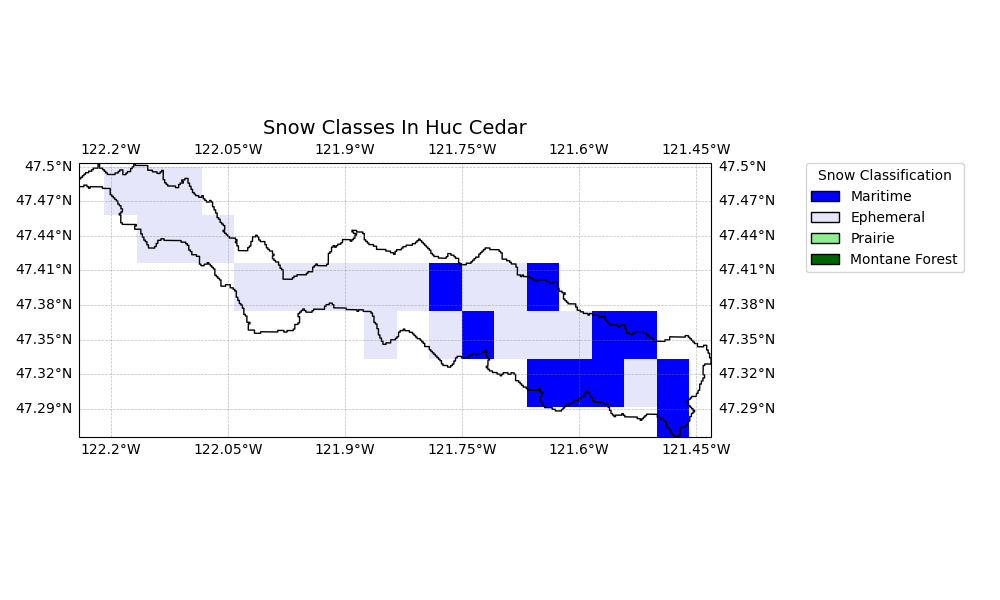 Snow Classes In Huc Cedar
122.2°W 122.05°W 121.9°W 121.75°W 121.6°W 121.45°W
47.5°N 47.5°N
47.47°N 47.47°N
47.44°N 47.44°N
47.41°N 47.41°N
47.38°N 47.38°N
47.35°N 47.35°N
47.32°N 47.32°N
47.29°N 47.29°N
122.2°W 122.05°W 121.9°W 121.75°W 121.6°W 121.45°W
Snow Classification
Maritime
Ephemeral
Prairie
Montane Forest